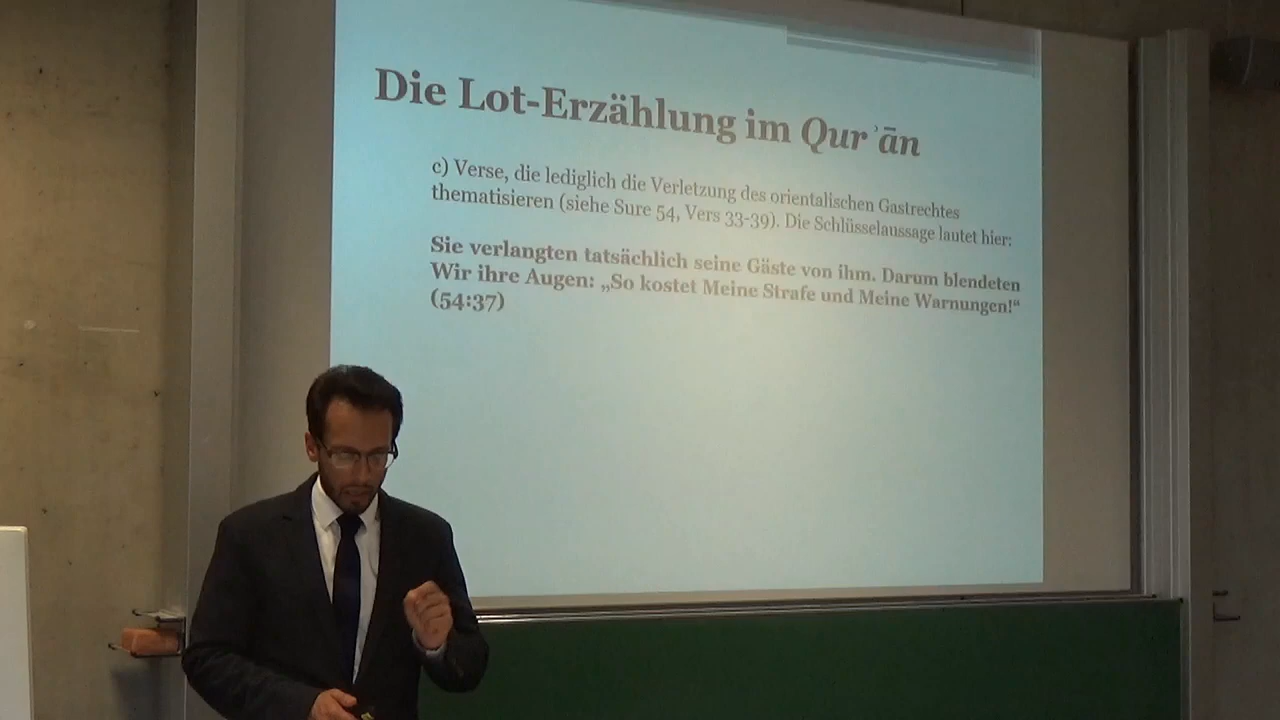 Die Lot-Erzählung im Qurʾān
c) Verse, die lediglich die Verletzung des orientalischen Gastrechtes
thematisieren (siehe Sure 54, Vers 33-39). Die Schlüsselaussage lautet hier:
Sie verlangten tatsächlich seine Gäste von ihm. Darum blendeten
Wir ihre Augen: „So kostet Meine Strafe und Meine Warnungen!“
(54:37)